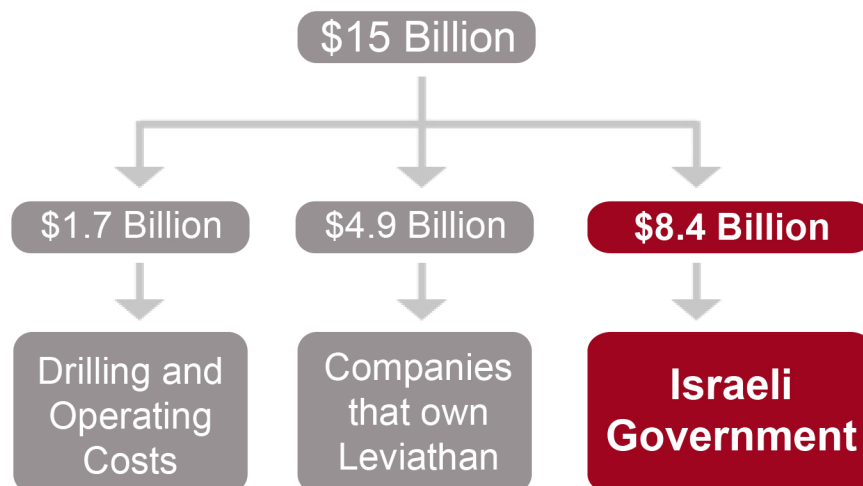 $15 Billion
$1.7 Billion
$4.9 Billion
$8.4 Billion
Drilling and
Operating
Costs
Companies
that own
Leviathan
Israeli
Government